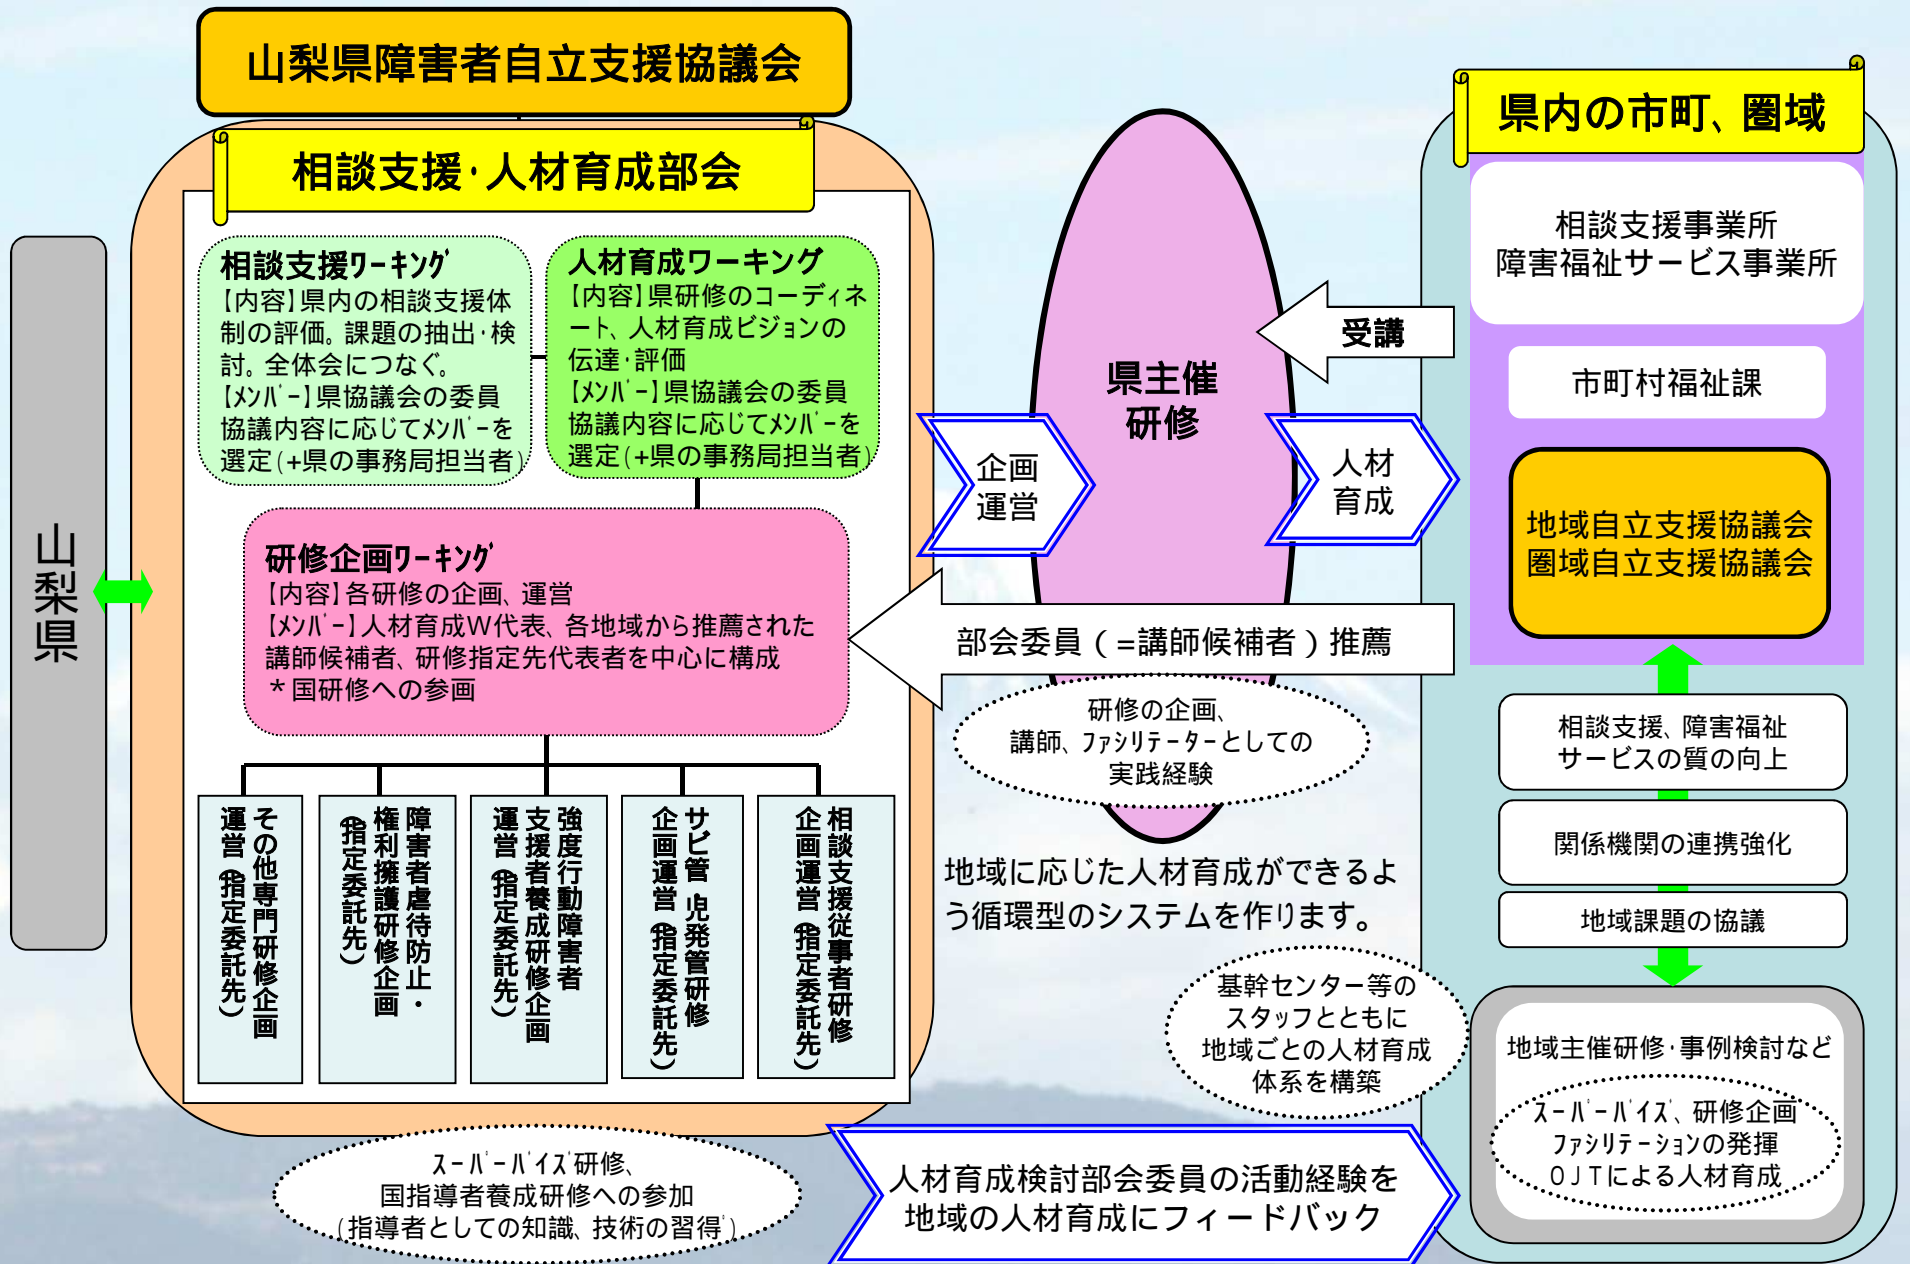 山梨県障害者自立支援協議会
相談支援・人材育成部会
山梨県
相談支援ワーキング
【内容】県内の相談支援体
制の評価。課題の抽出・検
討。全体会につなぐ。
【メンバー】県協議会の委員
協議内容に応じてメンバーを
選定(+県の事務局担当者)
人材育成ワーキング
【内容】県研修のコーディネ
ート、人材育成ビジョンの
伝達・評価
【メンバー】県協議会の委員
協議内容に応じてメンバーを
選定(+県の事務局担当者)
研修企画ワーキング
【内容】各研修の企画、運営
【メンバー】人材育成W代表、各地域から推薦された
講師候補者、研修指定先代表者を中心に構成
*国研修への参画
その他専門研修企画
運営(指定委託先)
障害者虐待防止・
権利擁護研修企画
(指定委託先)
強度行動障害者
支援者養成研修企画
運営(指定委託先)
サビ管・児発管研修
企画運営(指定委託先)
相談支援従事者研修
企画運営(指定委託先)
スーパーバイズ研修、
国指導者養成研修への参加
(指導者としての知識、技術の習得)
企画
運営
県主催
研修
受講
人材
育成
部会委員(=講師候補者)推薦
研修の企画、
講師、ファシリテーターとしての
実践経験
地域に応じた人材育成ができるよ
う循環型のシステムを作ります。
基幹センター等の
スタッフとともに
地域ごとの人材育成
体系を構築
人材育成検討部会委員の活動経験を
地域の人材育成にフィードバック
県内の市町、圏域
相談支援事業所
障害福祉サービス事業所
市町村福祉課
地域自立支援協議会
圏域自立支援協議会
相談支援、障害福祉
サービスの質の向上
関係機関の連携強化
地域課題の協議
地域主催研修・事例検討など
スーパーバイズ、研修企画
ファシリテーションの発揮
OJTによる人材育成